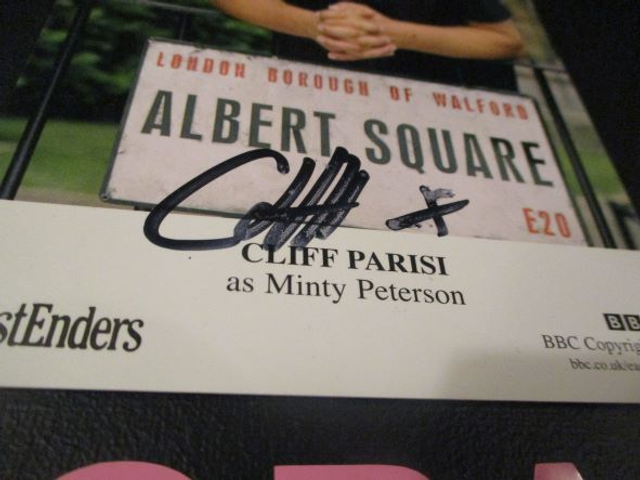 LONDON BOROUGH OF WALFORD
ALBERT SQUARE
E20
CLIFF PARISI
as Minty Peterson
stEnders
BB
BBC Copyrig
bbc.co.uk/ea